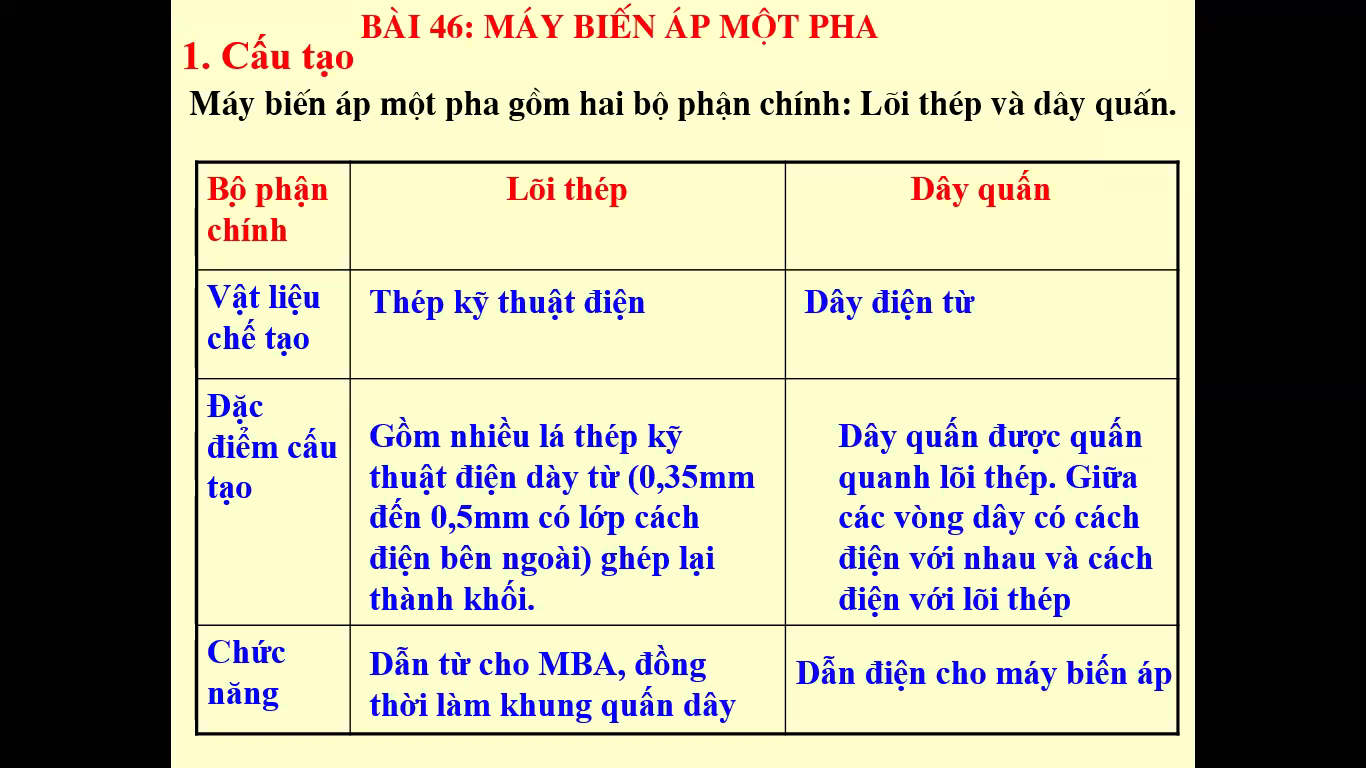 BÀI 46: MÁY BIẾN ÁP MỘT PHA
1. Cấu tạo
Máy biến áp một pha gồm hai bộ phận chính: Lõi thép và dây quấn.
Bộ phận
chính
Lõi thép
Dây quấn
Vật liệu
chế tạo
Thép kỹ thuật điện
Dây điện từ
Đặc
điểm cấu
tạo
Gồm nhiều lá thép kỹ
thuật điện dày từ (0,35mm
đến 0,5mm có lớp cách
điện bên ngoài) ghép lại
thành khối.
Dây quấn được quấn
quanh lõi thép. Giữa
các vòng dây có cách
điện với nhau và cách
điện với lõi thép
Chức
năng
Dẫn từ cho MBA, đồng
thời làm khung quấn dây
Dẫn điện cho máy biến áp